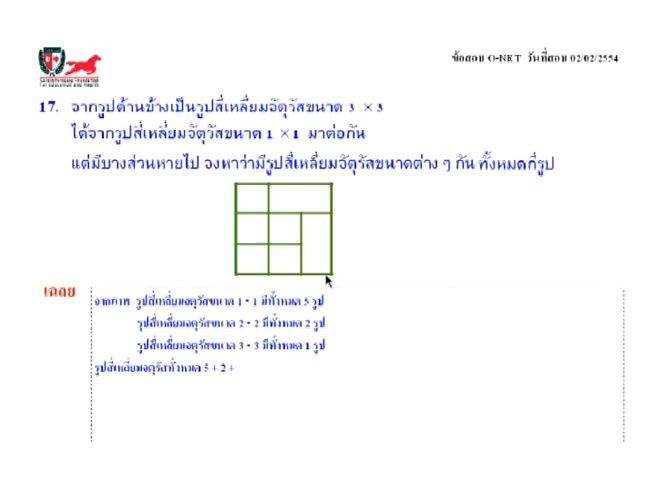 ข้อสอบ O-NET วันที่สอบ 02/02/2554
17. จากรูปด้านข้างเป็นรูปสี่เหลี่ยมจัตุรัสขนาด 3 ×3
ได้จากรูปสี่เหลี่ยมจัตุรัสขนาด 1 ×1 มาต่อกัน
แต่มีบางส่วนหายไป จงหาว่ามีรูปสี่เหลี่ยมจัตุรัสขนาดต่าง ๆ กัน ทั้งหมดกี่รูป
เฉลย
จากภาพ รูปสี่เหลี่ยมจตุรัสขนาด 1 × 1 มีทั้งหมด 5 รูป
รูปสี่เหลี่ยมจตุรัสขนาด 2 × 2 มีทั้งหมด 2 รูป
รูปสี่เหลี่ยมจตุรัสขนาด 3 × 3 มีทั้งหมด 1 รูป
รูปสี่เหลี่ยมจตุรัสทั้งหมด 5 + 2 +